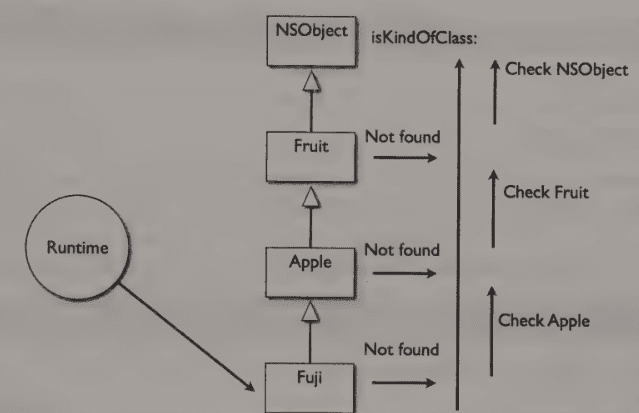 NSObject
isKindOfClass:
Check NSObject
Not found
Fruit
Check Fruit
Runtime
Not found
Apple
Check Apple
Not found
Fuji